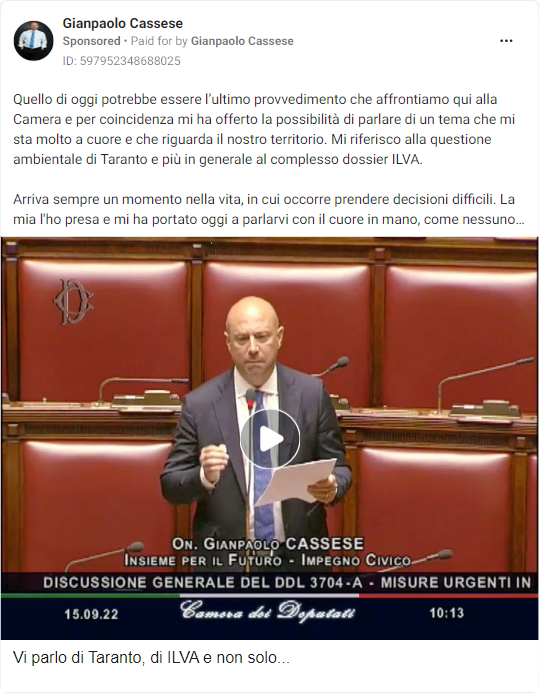 Gianpaolo Cassese
Sponsored • Paid for by Gianpaolo Cassese
ID: 597952348688025
Quello di oggi potrebbe essere l'ultimo provvedimento che affrontiamo qui alla
Camera e per coincidenza mi ha offerto la possibilità di parlare di un tema che mi
sta molto a cuore e che riguarda il nostro territorio. Mi riferisco alla questione
ambientale di Taranto e più in generale al complesso dossier ILVA.
Arriva sempre un momento nella vita, in cui occorre prendere decisioni difficili. La
mia l'ho presa e mi ha portato oggi a parlarvi con il cuore in mano, come nessuno...
ON. GIANPAOLO CASSESE
INSIEME PER IL FUTURO - IMPEGNO CIVICO
DISCUSSIONE GENERALE DEL DDL 3704-A - MISURE URGENTI IN
15.09.22 Camera dei Deputati 10:13
Vi parlo di Taranto, di ILVA e non solo...